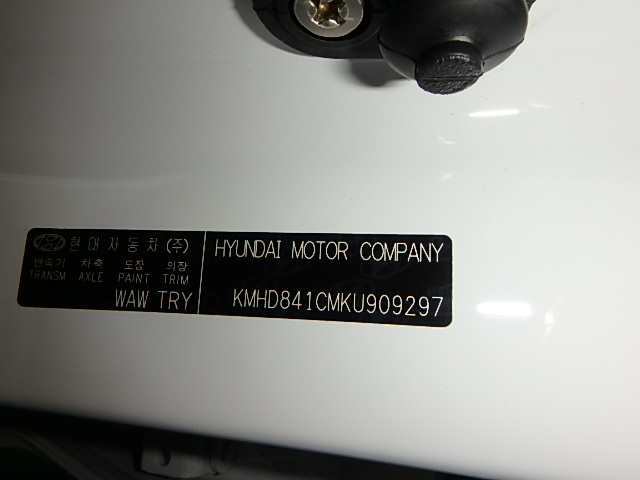 현대자동차(주)
변속기 차축 도장 의장
TRANSM AXLE PAINT TRIM
WAW TRY
HYUNDAI MOTOR COMPANY
KMHD841CMKU909297